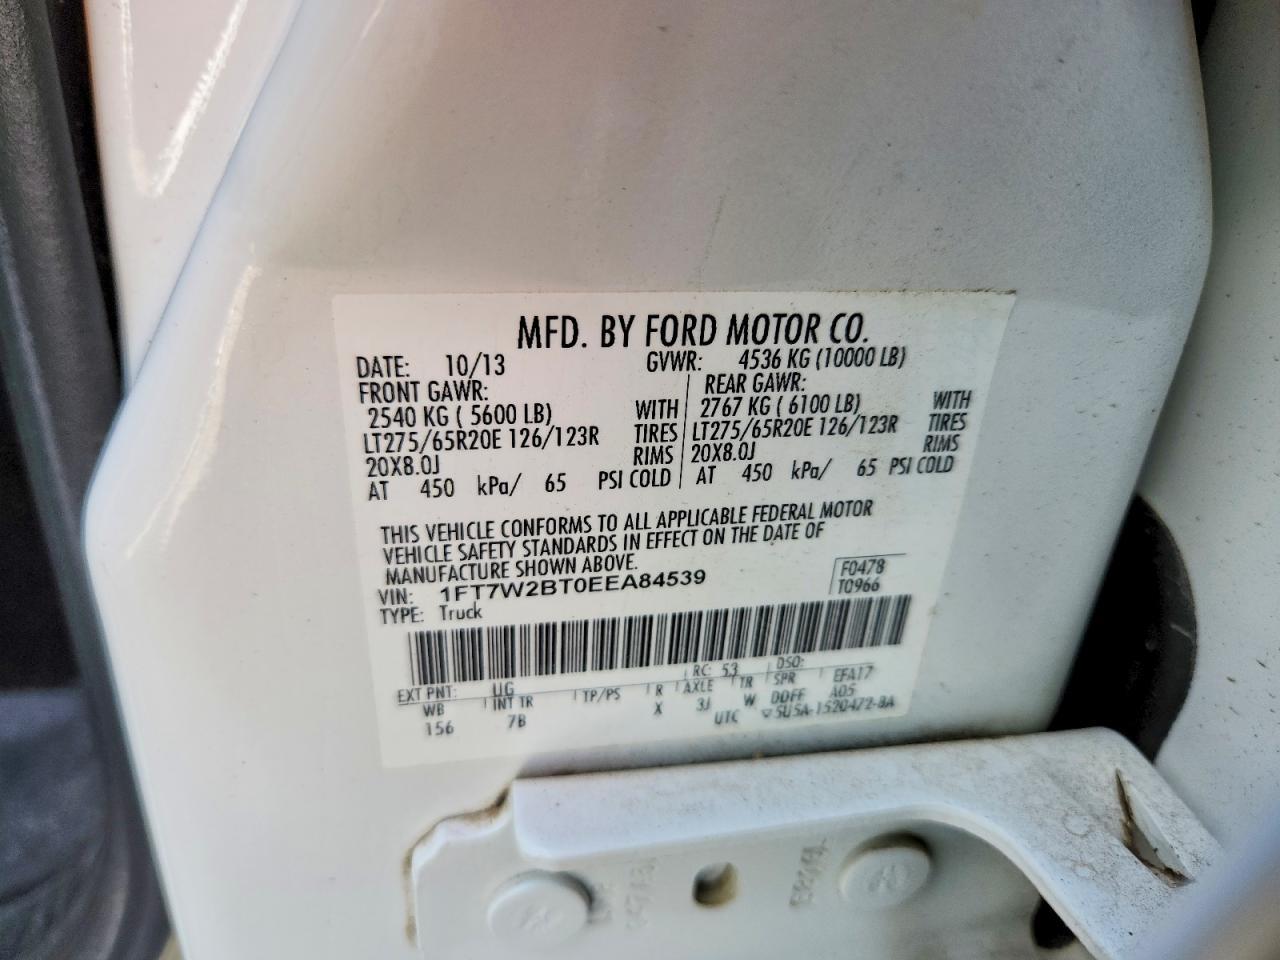 MFD. BY FORD MOTOR CO.
DATE: 10/13 GVWR: 4536 KG (10000 LB)
FRONT GAWR: REAR GAWR:
2540 KG ( 5600 LB) WITH 2767 KG ( 6100 LB) WITH
LT275/65R20E 126/123R TIRES LT275/65R20E 126/123R TIRES
20X8.0J RIMS 20X8.0J RIMS
AT 450 kPa/ 65 PSI COLD AT 450 kPa/ 65 PSI COLD
THIS VEHICLE CONFORMS TO ALL APPLICABLE FEDERAL MOTOR
VEHICLE SAFETY STANDARDS IN EFFECT ON THE DATE OF
MANUFACTURE SHOWN ABOVE.
VIN: 1FT7W2BT0EEA84539 F0478
TYPE: Truck T0966
EXT PNT: UG RC: 53 DSO:
WB INT TR TP/PS R AXLE TR SPR EFA17
156 7B X 3J W DDFF A05
UTC ▽SU5A-1520472-BA